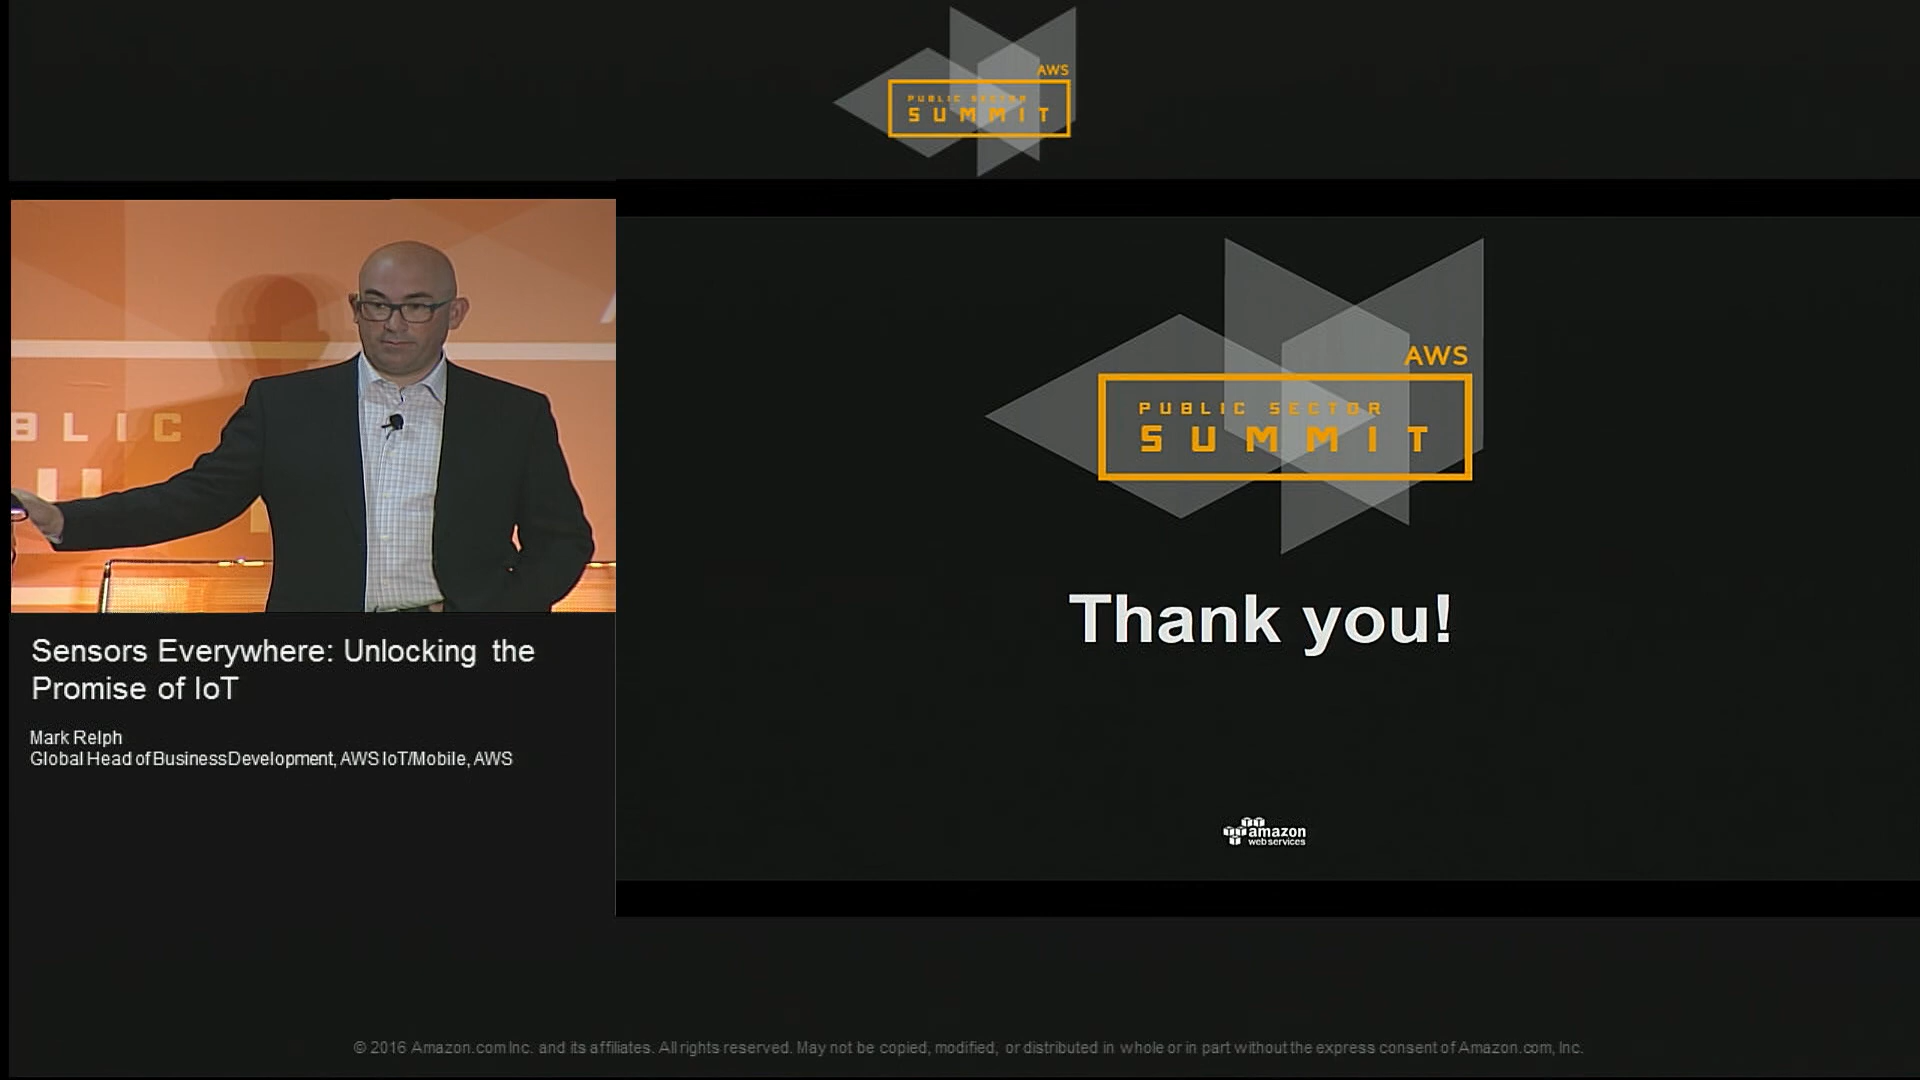 AWS
PUBLIC SECTOR
SUMMIT
BLIC
Sensors Everywhere: Unlocking the
Promise of IoT
Mark Relph
Global Head of Business Development, AWS IoT/Mobile, AWS
AWS
PUBLIC SECTOR
SUMMIT
Thank you!
amazon
web services
© 2016 Amazon.com Inc. and its affiliates. All rights reserved. May not be copied, modified, or distributed in whole or in part without the express consent of Amazon.com, Inc.